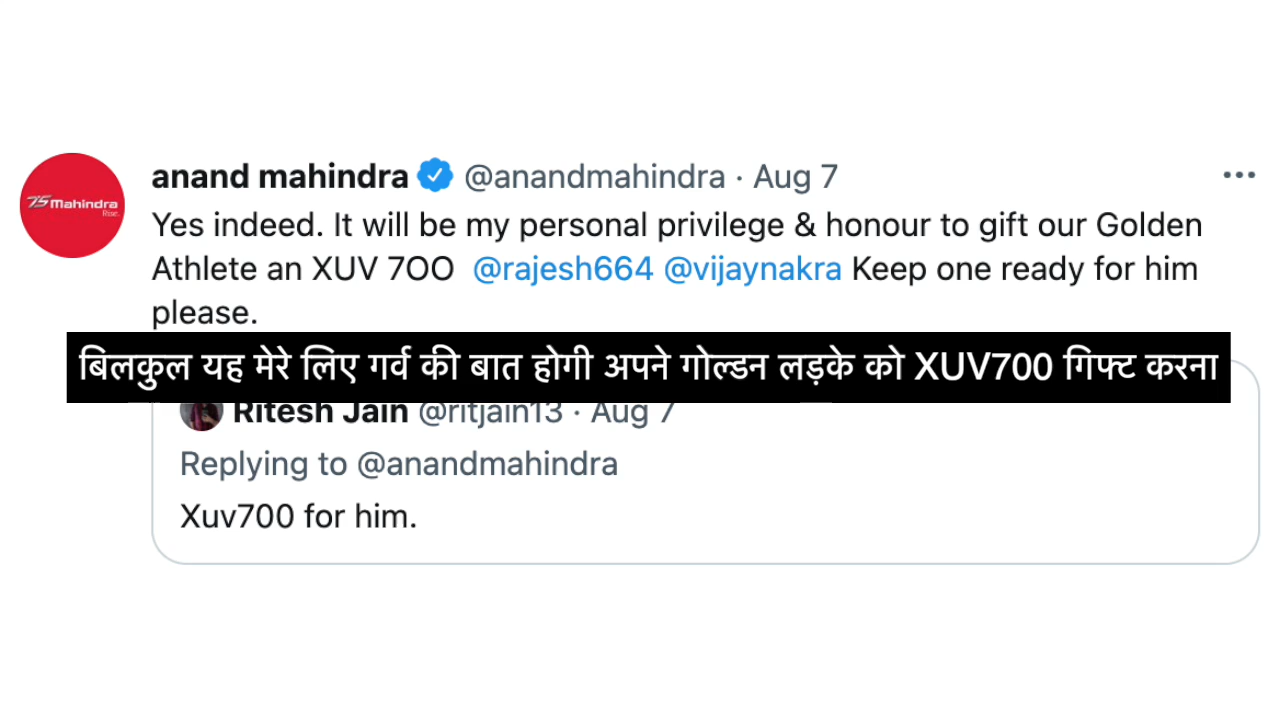 75 Mahindra
Rise.
anand mahindra @anandmahindra · Aug 7
Yes indeed. It will be my personal privilege & honour to gift our Golden
Athlete an XUV 7OO @rajesh664 @vijaynakra Keep one ready for him
please.
बिलकुल यह मेरे लिए गर्व की बात होगी अपने गोल्डन लड़के को XUV700 गिफ्ट करना
Ritesh Jain @ritjain13 · Aug 7
Replying to @anandmahindra
Xuv700 for him.